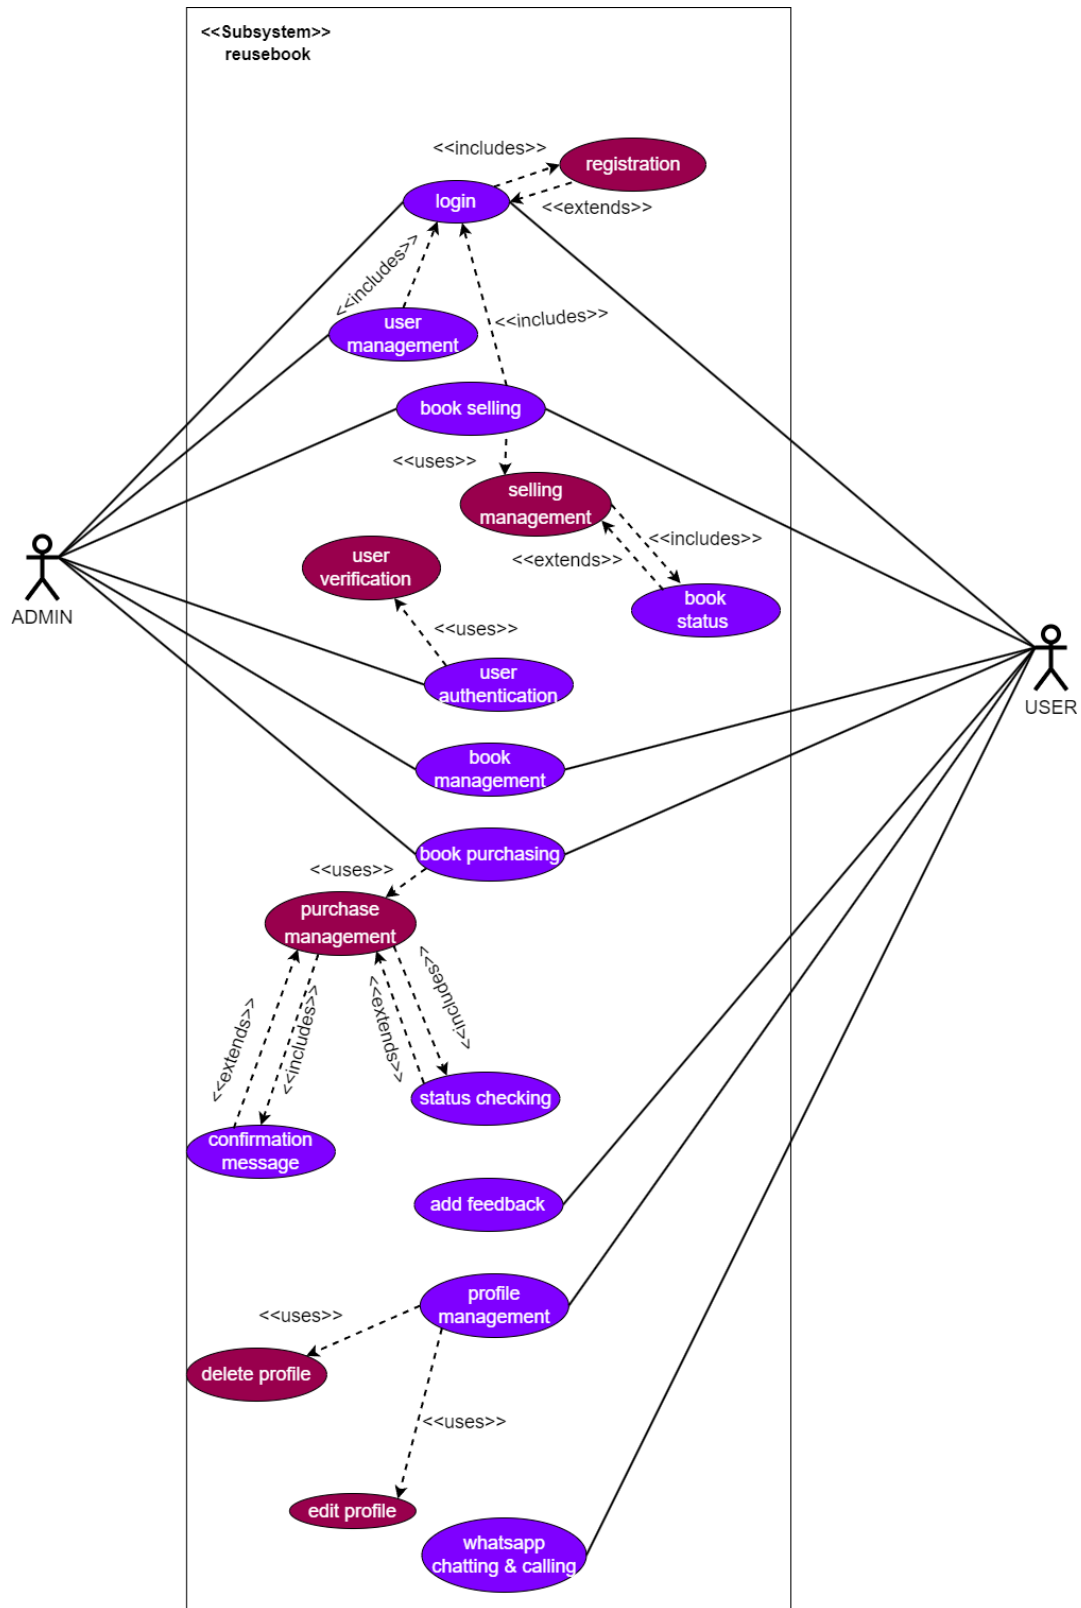 <<Subsystem>>
reusebook
<<includes>>
registration
login
<<extends>>
<<includes>>
<<includes>>
user
management
book selling
<<uses>>
selling
management
<<includes>>
<<extends>>
user
verification
book
status
<<uses>>
ADMIN
user
authentication
USER
book
management
book purchasing
<<uses>>
purchase
management
<<extends>>
<<includes>>
<<extends>>
<<includes>>
status checking
confirmation
message
add feedback
profile
management
<<uses>>
delete profile
<<uses>>
edit profile
whatsapp
chatting & calling